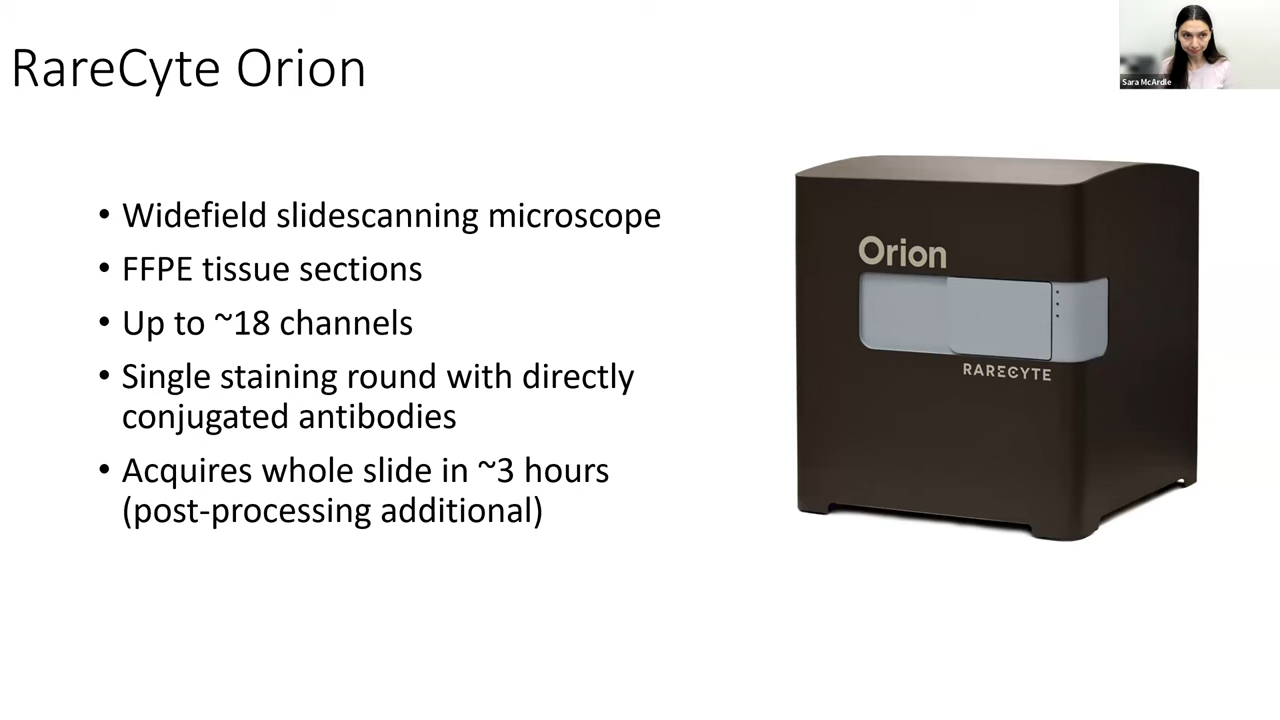 RareCyte Orion
Sara McArdle
• Widefield slidescanning microscope
• FFPE tissue sections
• Up to ~18 channels
• Single staining round with directly
conjugated antibodies
• Acquires whole slide in ~3 hours
(post-processing additional)
Orion
RARECYTE